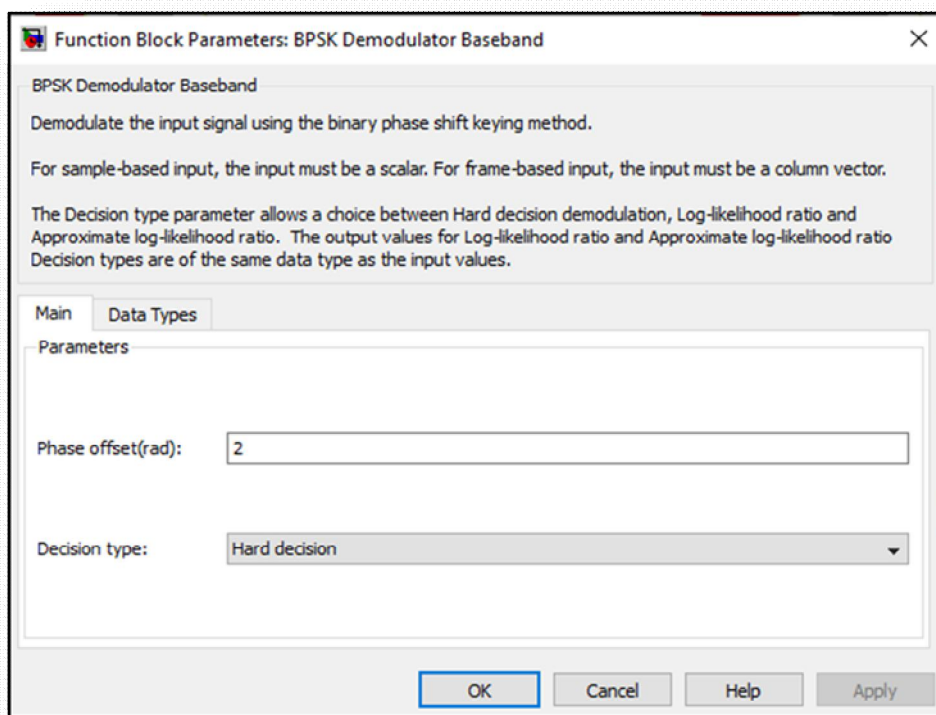 Function Block Parameters: BPSK Demodulator Baseband
BPSK Demodulator Baseband
Demodulate the input signal using the binary phase shift keying method.
For sample-based input, the input must be a scalar. For frame-based input, the input must be a column vector.
The Decision type parameter allows a choice between Hard decision demodulation, Log-likelihood ratio and
Approximate log-likelihood ratio. The output values for Log-likelihood ratio and Approximate log-likelihood ratio
Decision types are of the same data type as the input values.
Main Data Types
Parameters
Phase offset(rad): 2
Decision type: Hard decision
OK Cancel Help Apply